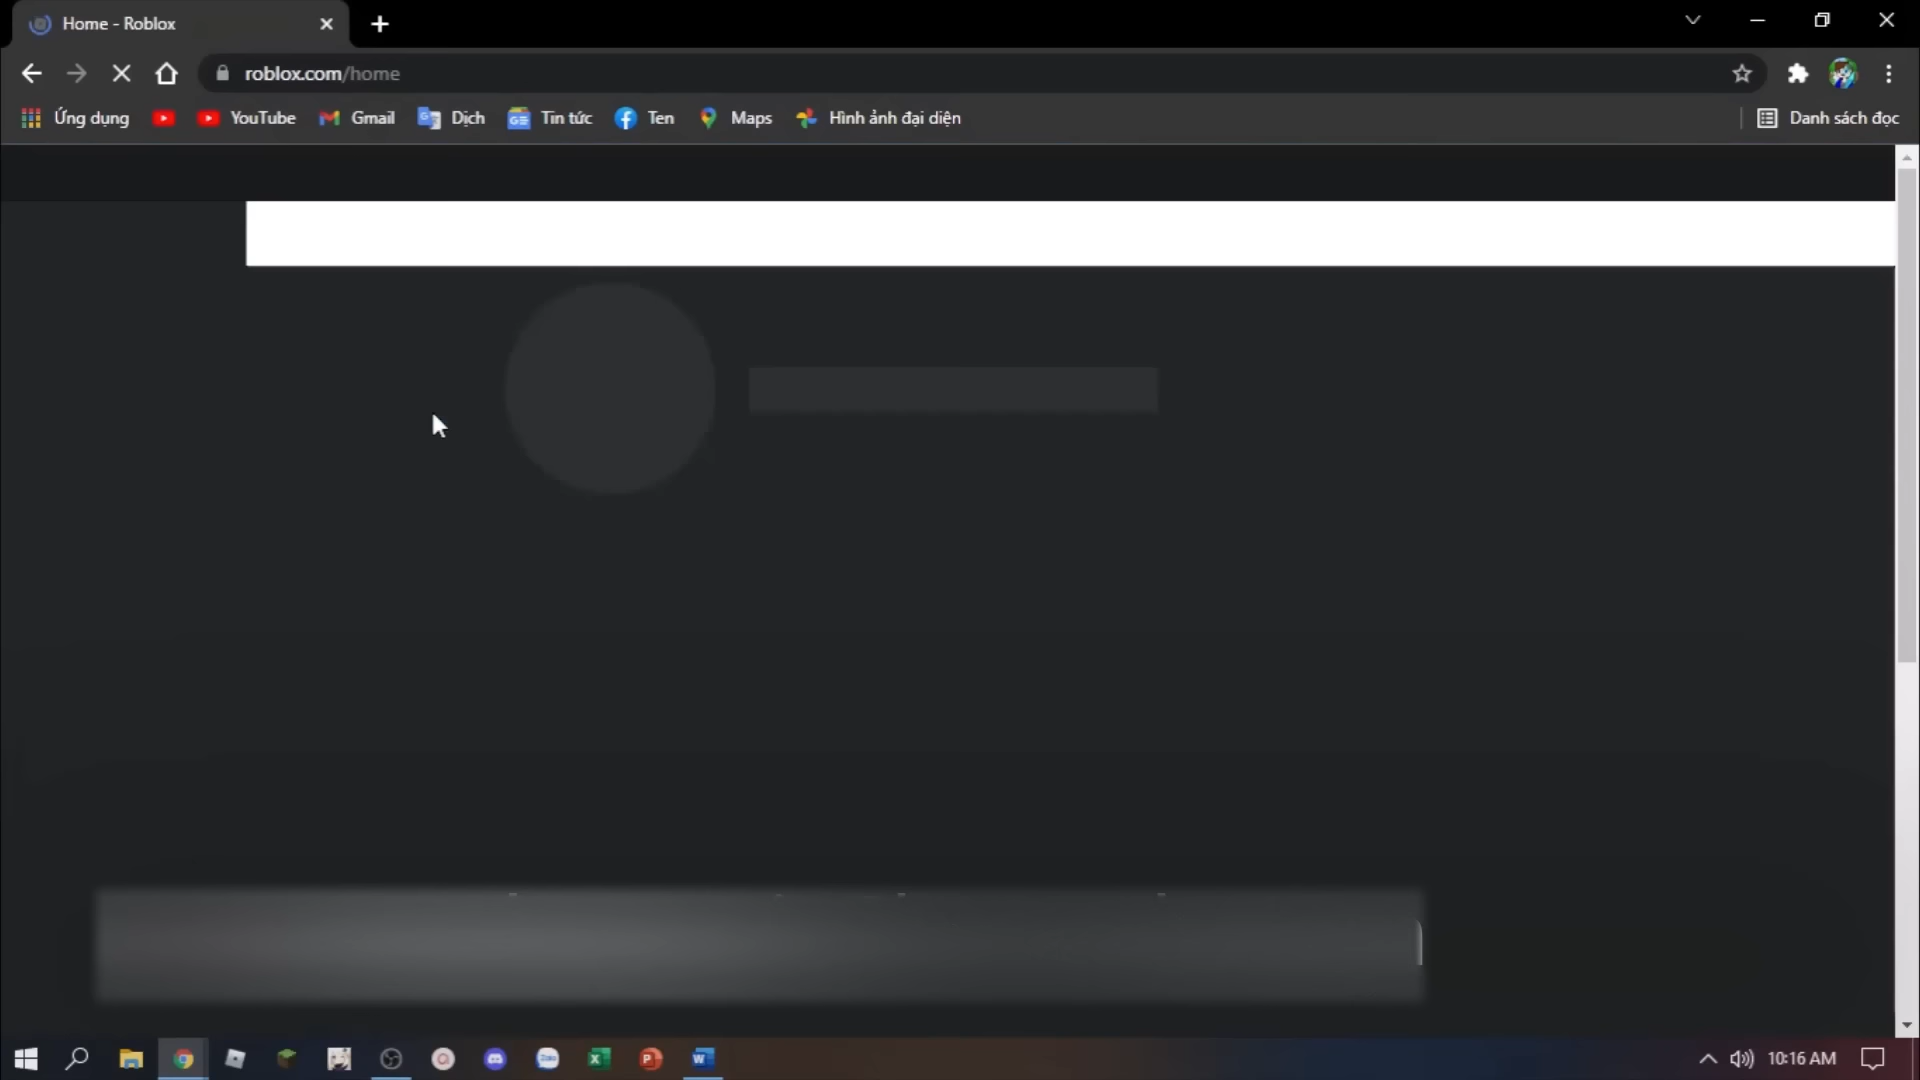 Home - Roblox
roblox.com/home
Ứng dụng YouTube Gmail Dịch Tin tức Ten Maps Hình ảnh đại diện Danh sách đọc
10:16 AM